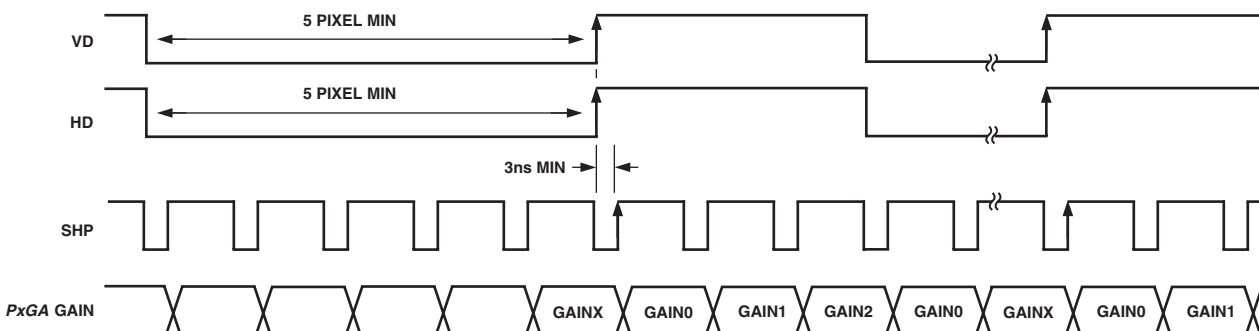 5 PIXEL MIN
VD
5 PIXEL MIN
HD
3ns MIN
SHP
PxGA GAIN
GAINX GAIN0 GAIN1 GAIN2 GAIN0 GAINX GAIN0 GAIN1